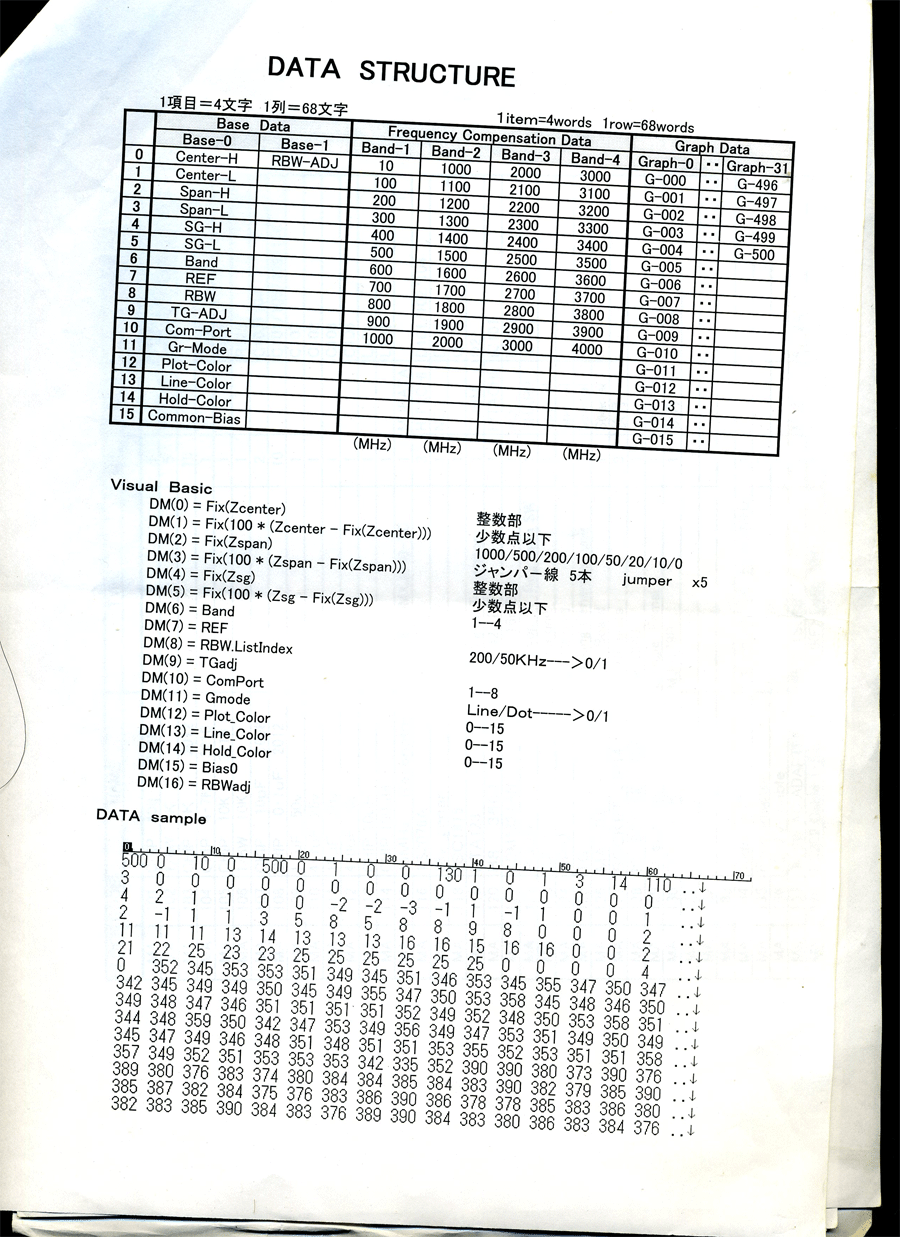 DATA STRUCTURE
1項目＝4文字 1列＝68文字 1item=4words 1row=68words
Base Data Frequency Compensation Data Graph Data
Base-0 Base-1 Band-1 Band-2 Band-3 Band-4 Graph-0 ・・ Graph-31
0 Center-H RBW-ADJ 10 1000 2000 3000 G-000 ・・ G-496
1 Center-L 100 1100 2100 3100 G-001 ・・ G-497
2 Span-H 200 1200 2200 3200 G-002 ・・ G-498
3 Span-L 300 1300 2300 3300 G-003 ・・ G-499
4 SG-H 400 1400 2400 3400 G-004 ・・ G-500
5 SG-L 500 1500 2500 3500 G-005 ・・
6 Band 600 1600 2600 3600 G-006 ・・
7 REF 700 1700 2700 3700 G-007 ・・
8 RBW 800 1800 2800 3800 G-008 ・・
9 TG-ADJ 900 1900 2900 3900 G-009 ・・
10 Com-Port 1000 2000 3000 4000 G-010 ・・
11 Gr-Mode G-011 ・・
12 Plot-Color G-012 ・・
13 Line-Color G-013 ・・
14 Hold-Color G-014 ・・
15 Common-Bias G-015 ・・
(MHz) (MHz) (MHz) (MHz)
Visual Basic
DM(0) = Fix(Zcenter) 整数部
DM(1) = Fix(100 * (Zcenter - Fix(Zcenter))) 少数点以下
DM(2) = Fix(Zspan) 1000/500/200/100/50/20/10/0
DM(3) = Fix(100 * (Zspan - Fix(Zspan))) ジャンパー線 5本 jumper x5
DM(4) = Fix(Zsg) 整数部
DM(5) = Fix(100 * (Zsg - Fix(Zsg))) 少数点以下
DM(6) = Band 1--4
DM(7) = REF
DM(8) = RBW.ListIndex 200/50KHz--->0/1
DM(9) = TGadj
DM(10) = ComPort 1--8
DM(11) = Gmode Line/Dot----->0/1
DM(12) = Plot_Color 0--15
DM(13) = Line_Color 0--15
DM(14) = Hold_Color 0--15
DM(15) = Bias0
DM(16) = RBWadj
DATA sample
0 10 20 30 40 50 60 70
500 0 10 0 500 0 1 0 0 130 1 0 1 3 14 110 ..↓
3 0 0 0 0 0 0 0 0 0 0 0 0 0 0 0 ..↓
4 2 1 1 0 0 -2 -2 -3 -1 1 -1 1 0 0 1 ..↓
2 -1 1 1 3 5 8 5 8 8 9 8 0 0 0 2 ..↓
11 11 11 13 14 13 13 13 16 16 15 16 16 0 0 2 ..↓
21 22 25 23 23 25 25 25 25 25 25 0 0 0 0 4 ..↓
0 352 345 353 353 351 349 345 351 346 353 345 355 347 350 347 ..↓
342 345 349 349 350 345 349 355 347 350 353 358 345 348 346 350 ..↓
349 348 347 346 351 351 351 351 352 349 352 348 350 353 358 351 ..↓
344 348 359 350 342 347 353 349 356 349 347 353 351 349 350 349 ..↓
345 347 349 346 348 351 348 351 351 353 355 352 353 351 351 358 ..↓
357 349 352 351 353 353 353 342 335 352 390 390 380 373 390 376 ..↓
389 380 376 383 374 380 384 384 385 384 383 390 382 379 385 390 ..↓
385 387 382 384 375 376 383 386 390 386 378 378 385 383 386 380 ..↓
382 383 385 390 384 383 376 389 390 384 383 380 386 383 384 376 ..↓